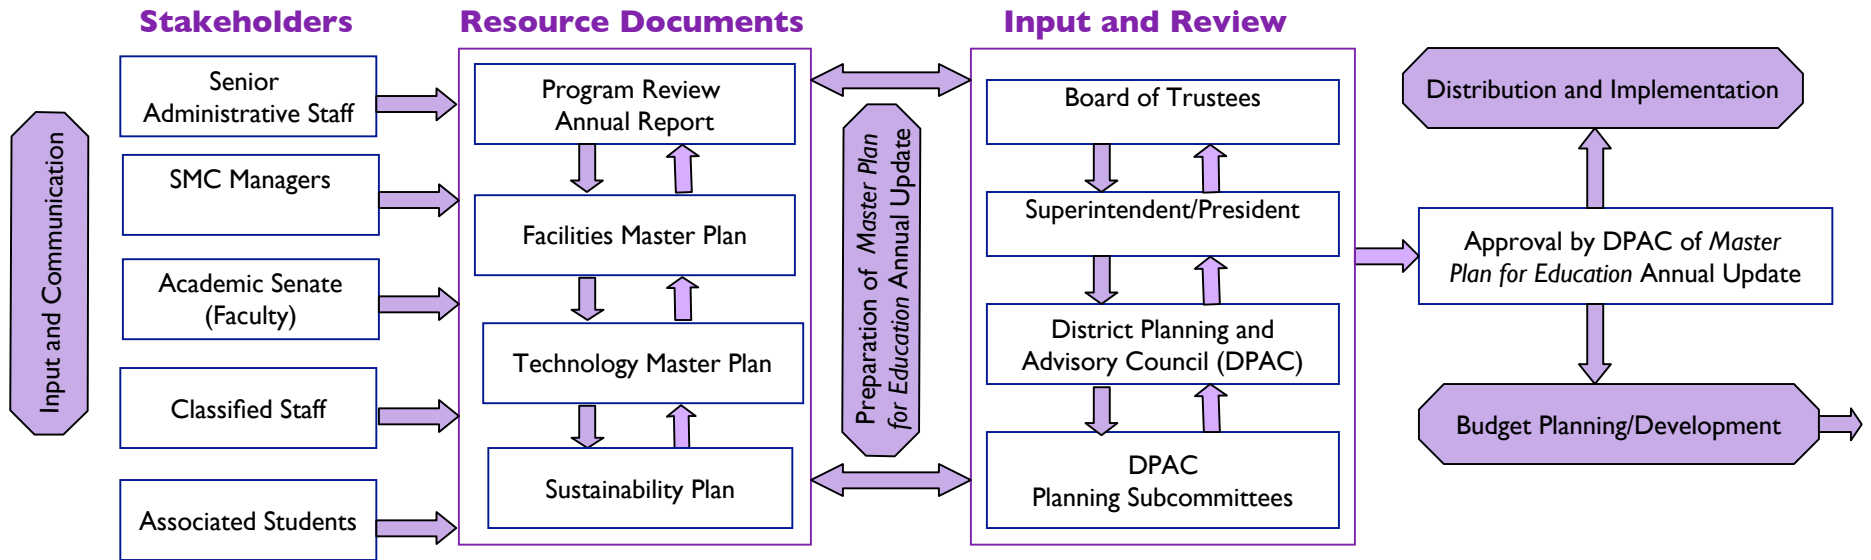 Stakeholders
Resource Documents
Input and Review
Input and Communication
Senior
Administrative Staff
SMC Managers
Academic Senate
(Faculty)
Classified Staff
Associated Students
Program Review
Annual Report
Facilities Master Plan
Technology Master Plan
Sustainability Plan
Preparation of Master Plan
for Education Annual Update
Board of Trustees
Superintendent/President
District Planning and
Advisory Council (DPAC)
DPAC
Planning Subcommittees
Distribution and Implementation
Approval by DPAC of Master
Plan for Education Annual Update
Budget Planning/Development